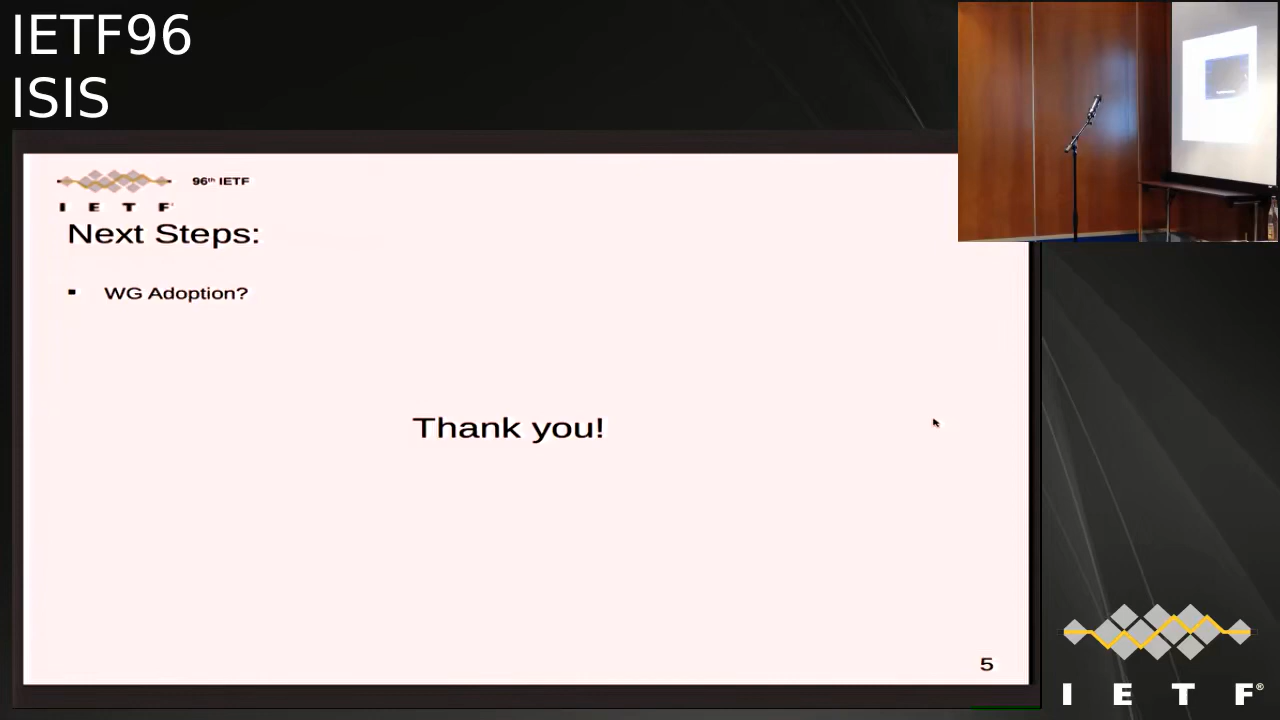 IETF96
ISIS
96th IETF
I E T F
Next Steps:
▪ WG Adoption?
Thank you!
5
I E T F®